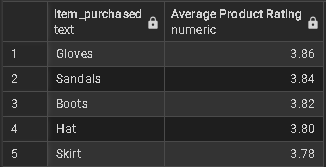 Item_purchased Average Product Rating
text numeric
1 Gloves 3.86
2 Sandals 3.84
3 Boots 3.82
4 Hat 3.80
5 Skirt 3.78